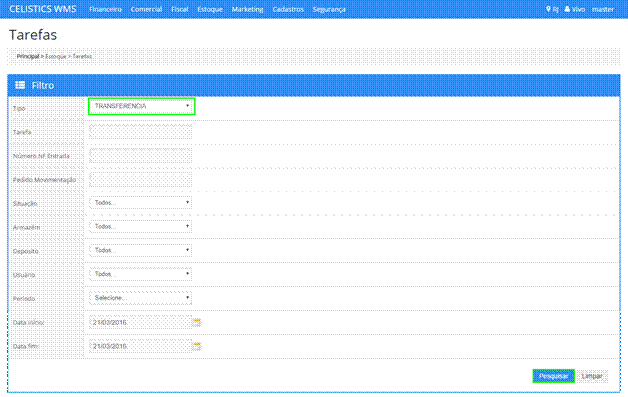 CELISTICS WMS Financeiro Comercial Fiscal Estoque Marketing Cadastros Segurança RJ Vivo master
Tarefas
Principal > Estoque > Tarefas
Filtro
Tipo TRANSFERENCIA
Tarefa
Número NF Entrada
Pedido Movimentação
Situação Todos...
Armazém Todos...
Deposito Todos...
Usuário Todos...
Período Selecione...
Data início: 21/03/2016
Data fim: 21/03/2016
Pesquisar Limpar